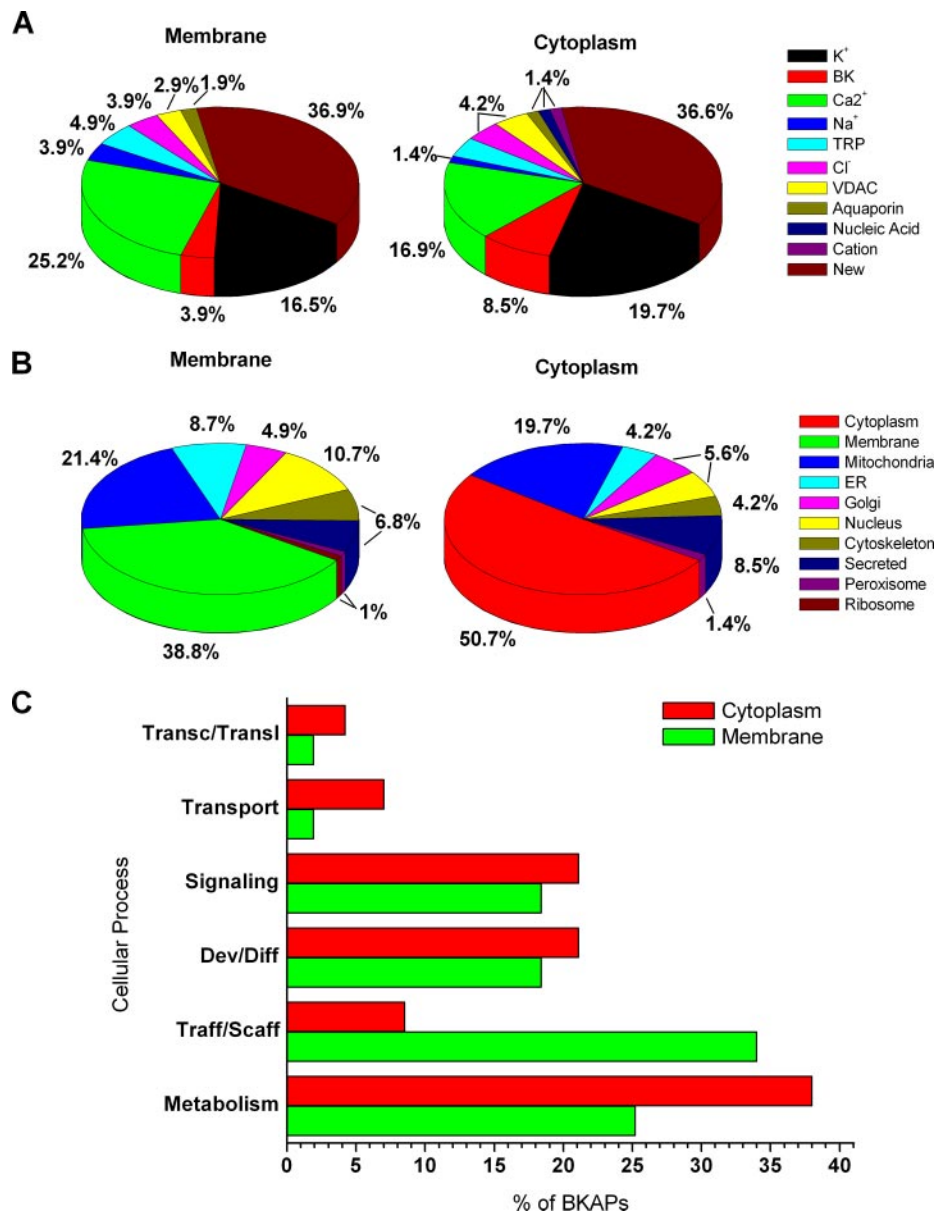 A
Membrane
Cytoplasm
2.9%
1.9%
3.9%
4.9%
3.9%
36.9%
25.2%
3.9%
16.5%
1.4%
4.2%
1.4%
36.6%
16.9%
8.5%
19.7%
K+
BK
Ca2+
Na+
TRP
Cl-
VDAC
Aquaporin
Nucleic Acid
Cation
New
B
Membrane
Cytoplasm
8.7%
4.9%
21.4%
10.7%
6.8%
1%
38.8%
19.7%
4.2%
5.6%
4.2%
8.5%
1.4%
50.7%
Cytoplasm
Membrane
Mitochondria
ER
Golgi
Nucleus
Cytoskeleton
Secreted
Peroxisome
Ribosome
C
Cytoplasm
Membrane
Cellular Process
Transc/Transl
Transport
Signaling
Dev/Diff
Traff/Scaff
Metabolism
0 5 10 15 20 25 30 35 40
% of BKAPs